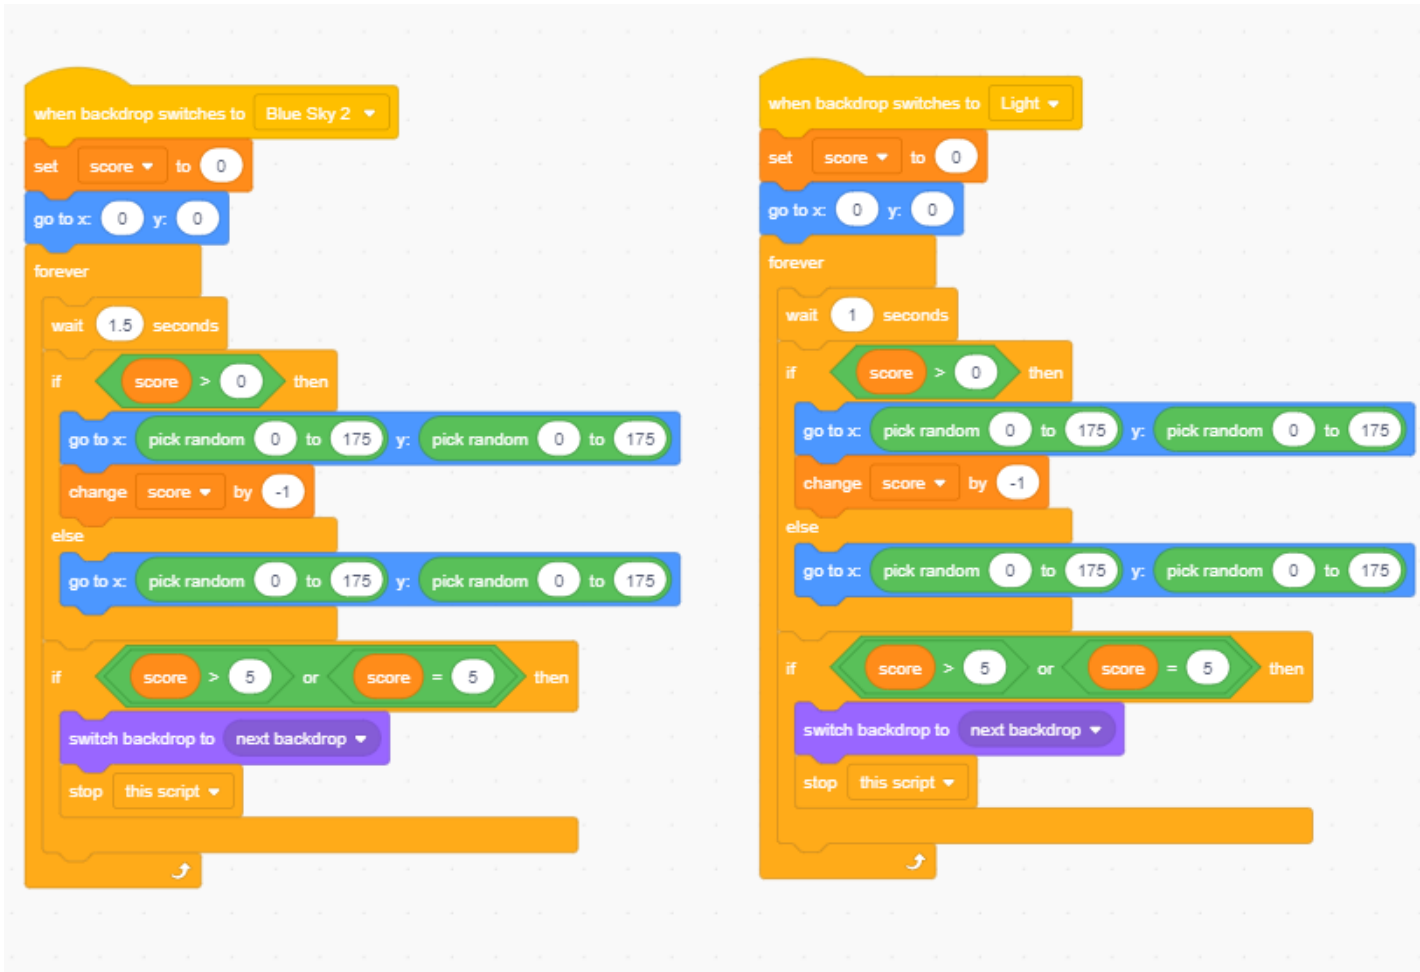 when backdrop switches to Blue Sky 2
set score to 0
go to x: 0 y: 0
forever
wait 1.5 seconds
if score > 0 then
go to x: pick random 0 to 175 y: pick random 0 to 175
change score by -1
else
go to x: pick random 0 to 175 y: pick random 0 to 175
if score > 5 or score = 5 then
switch backdrop to next backdrop
stop this script
when backdrop switches to Light
set score to 0
go to x: 0 y: 0
forever
wait 1 seconds
if score > 0 then
go to x: pick random 0 to 175 y: pick random 0 to 175
change score by -1
else
go to x: pick random 0 to 175 y: pick random 0 to 175
if score > 5 or score = 5 then
switch backdrop to next backdrop
stop this script